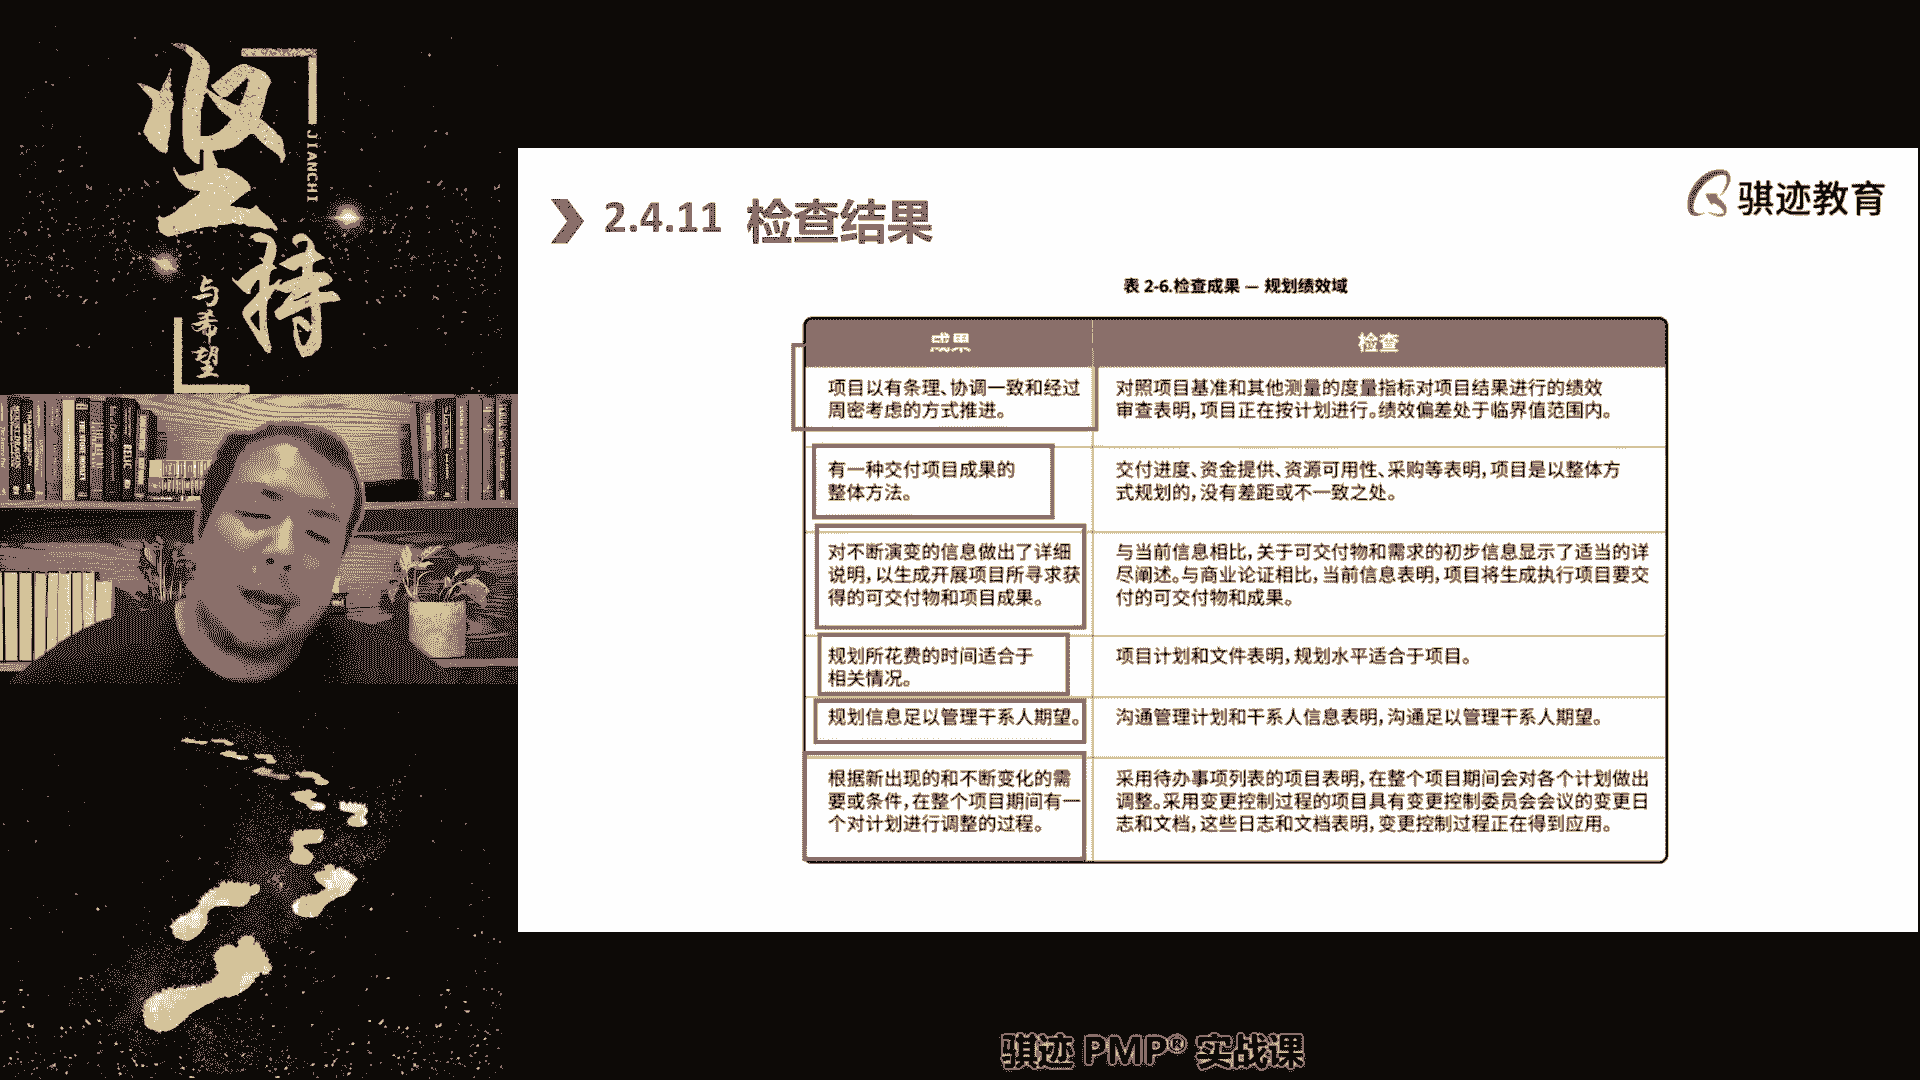 坚
持
JIANCHI
与希望
2.4.11 检查结果
骐迹教育
表 2-6.检查成果 — 规划绩效域
成果
检查
项目以有条理、协调一致和经过
周密考虑的方式推进。
对照项目基准和其他测量的度量指标对项目结果进行的绩效
审查表明,项目正在按计划进行。绩效偏差处于临界值范围内。
有一种交付项目成果的
整体方法。
交付进度、资金提供、资源可用性、采购等表明,项目是以整体方
式规划的,没有差距或不一致之处。
对不断演变的信息做出了详细
说明,以生成开展项目所寻求获
得的可交付物和项目成果。
与当前信息相比,关于可交付物和需求的初步信息显示了适当的详
尽阐述。与商业论证相比,当前信息表明,项目将生成执行项目要交
付的可交付物和成果。
规划所花费的时间适合于
相关情况。
项目计划和文件表明,规划水平适合于项目。
规划信息足以管理干系人期望。
沟通管理计划和干系人信息表明,沟通足以管理干系人期望。
根据新出现的和不断变化的需
要或条件,在整个项目期间有一
个对计划进行调整的过程。
采用待办事项列表的项目表明,在整个项目期间会对各个计划做出
调整。采用变更控制过程的项目具有变更控制委员会会议的变更日
志和文档,这些日志和文档表明,变更控制过程正在得到应用。
骐迹 PMP® 实战课